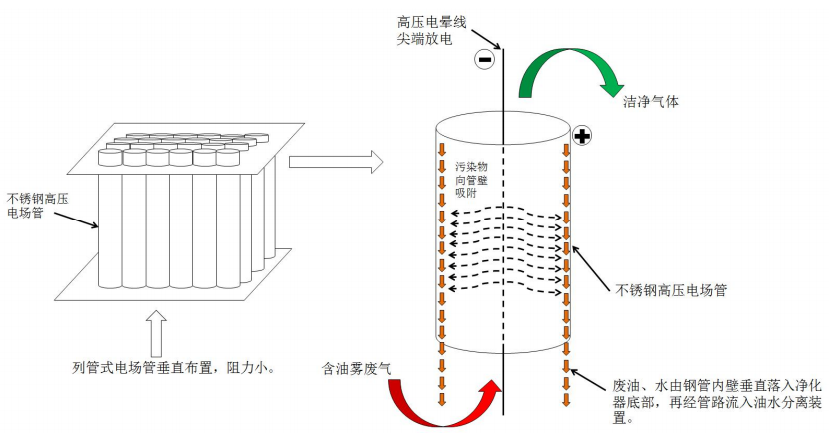 高压电晕线
尖端放电
洁净气体
污染物
向管壁
吸附
不锈钢高压
电场管
不锈钢高压电场管
列管式电场管垂直布置，阻力小。
含油雾废气
废油、水由钢管内壁垂直落入净化
器底部，再经管路流入油水分离装
置。